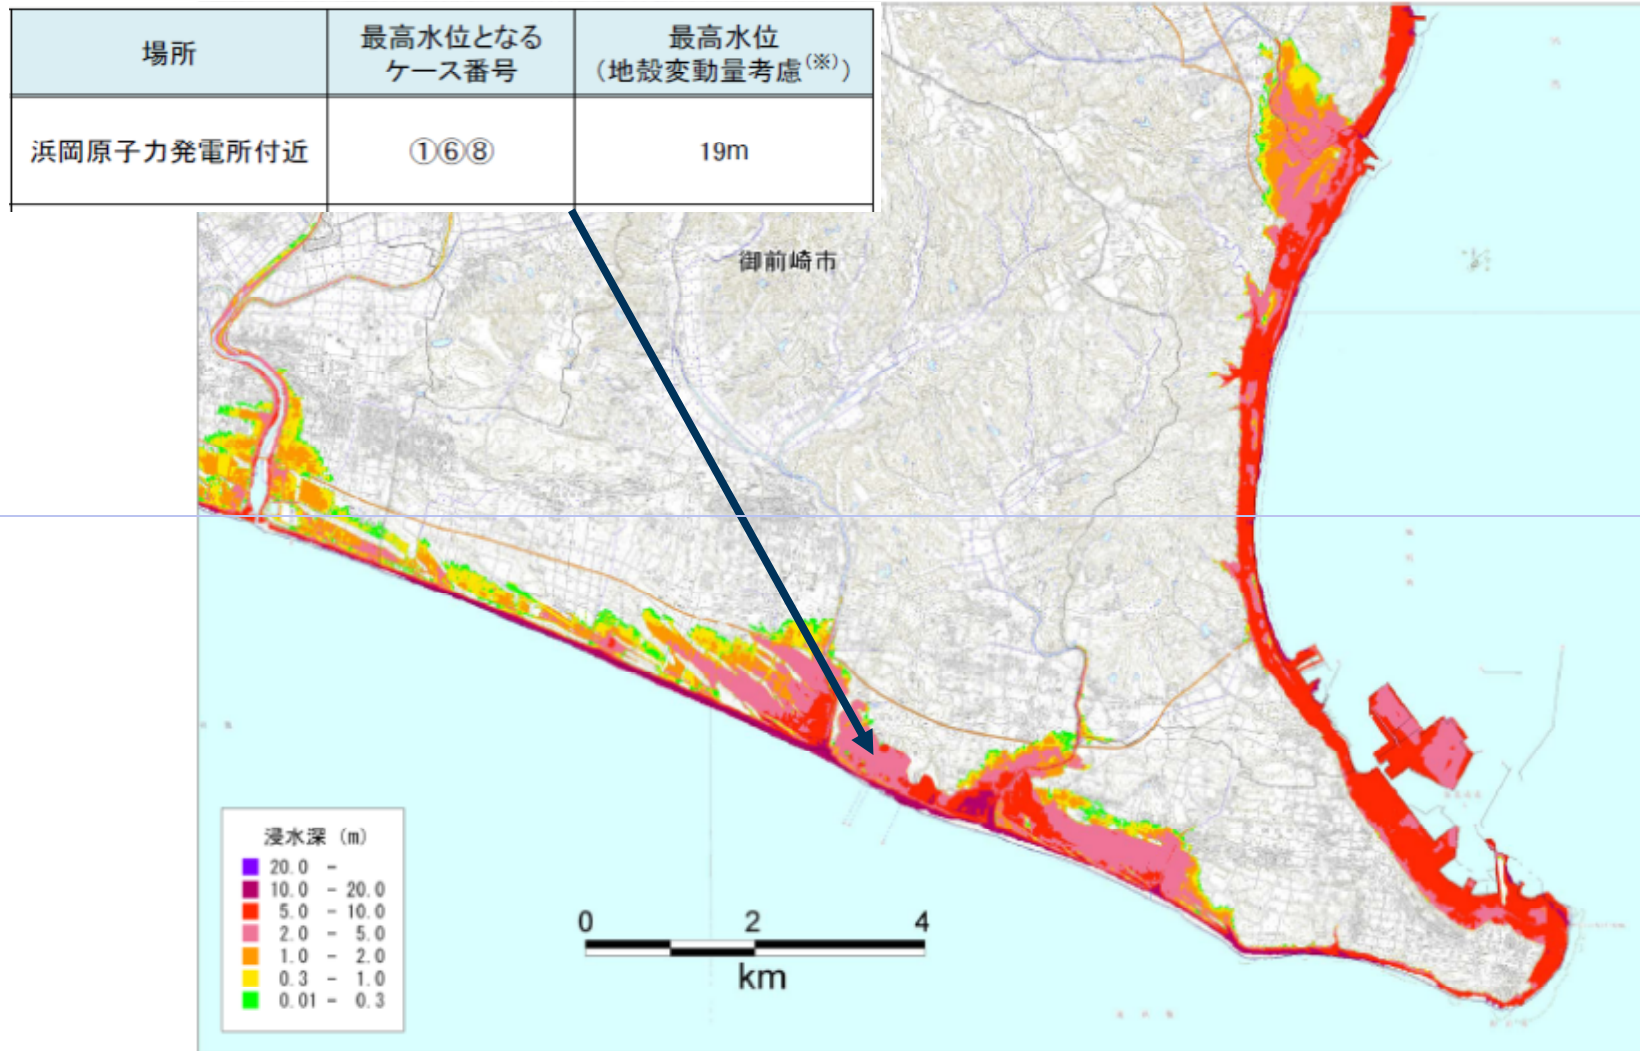 場所
最高水位となる
ケース番号
最高水位
(地殻変動量考慮(※))
浜岡原子力発電所付近
①⑥⑧
19m
御前崎市
浸水深 (m)
20.0 -
10.0 - 20.0
5.0 - 10.0
2.0 - 5.0
1.0 - 2.0
0.3 - 1.0
0.01 - 0.3
0 2 4
km